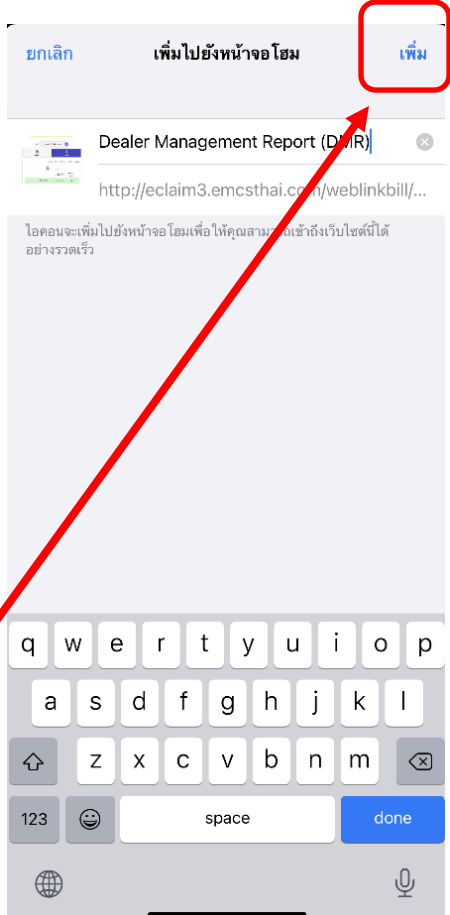 ยกเลิก เพิ่มไปยังหน้าจอโฮม เพิ่ม
Dealer Management Report (DMR)
http://eclaim3.emcsthai.com/weblinkbill/...
ไอคอนจะเพิ่มไปยังหน้าจอโฮมเพื่อให้คุณสามารถเข้าถึงเว็บไซต์นี้ได้
อย่างรวดเร็ว
q w e r t y u i o p
a s d f g h j k l
z x c v b n m
123 space done